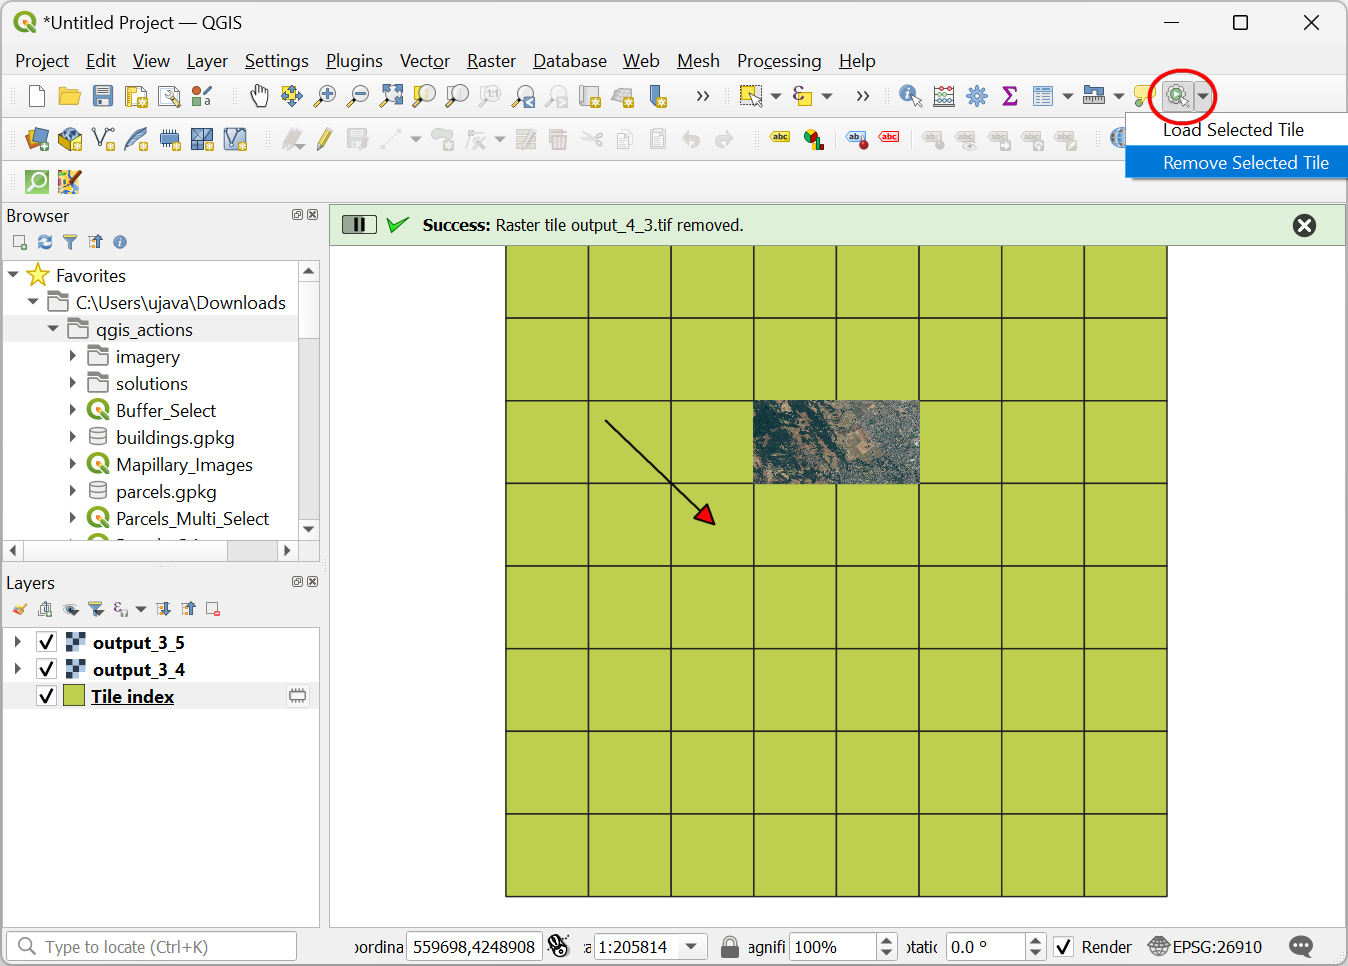 *Untitled Project — QGIS
Project Edit View Layer Settings Plugins Vector Raster Database Web Mesh Processing Help
Load Selected Tile
Remove Selected Tile
Browser
Success: Raster tile output_4_3.tif removed.
Favorites
C:\Users\ujava\Downloads
qgis_actions
imagery
solutions
Buffer_Select
buildings.gpkg
Mapillary_Images
parcels.gpkg
Parcels_Multi_Select
Layers
output_3_5
output_3_4
Tile index
Type to locate (Ctrl+K) oordina 559698,4248908 1:205814 agnifi 100% otatic 0.0 ° Render EPSG:26910